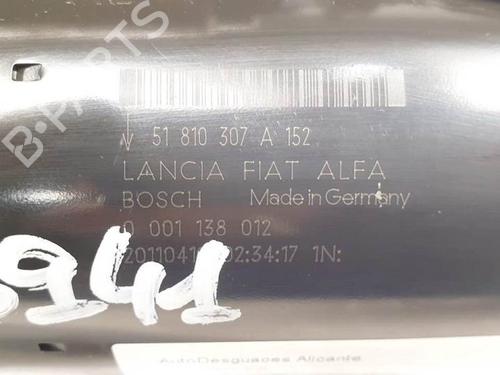 B-PARTS
51 810 307 A 152
LANCIA FIAT ALFA
BOSCH Made in Germany
0 001 138 012
02:34:17 1N:
941
AutoDesguaces Alicante